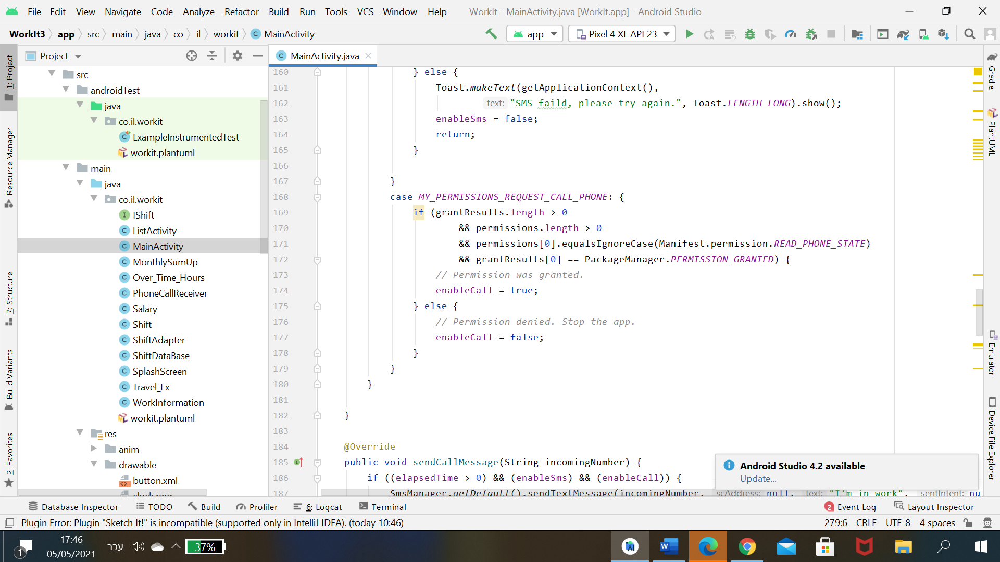 File Edit View Navigate Code Analyze Refactor Build Run Tools VCS Window Help WorkIt - MainActivity.java [WorkIt.app] - Android Studio
WorkIt3 app src main java co il workit MainActivity app Pixel 4 XL API 23
Project MainActivity.java
1: Project
Resource Manager
7: Structure
Build Variants
2: Favorites
src
androidTest
java
co.il.workit
ExampleInstrumentedTest
workit.plantuml
main
java
co.il.workit
IShift
ListActivity
MainActivity
MonthlySumUp
Over_Time_Hours
PhoneCallReceiver
Salary
Shift
ShiftAdapter
ShiftDataBase
SplashScreen
Travel_Ex
WorkInformation
workit.plantuml
res
anim
drawable
button.xml
clock.png
160 } else {
161 Toast.makeText(getApplicationContext(),
162 text: "SMS faild, please try again.", Toast.LENGTH_LONG).show();
163 enableSms = false;
164 return;
165 }
166
167 }
168 case MY_PERMISSIONS_REQUEST_CALL_PHONE: {
169 if (grantResults.length > 0
170 && permissions.length > 0
171 && permissions[0].equalsIgnoreCase(Manifest.permission.READ_PHONE_STATE)
172 && grantResults[0] == PackageManager.PERMISSION_GRANTED) {
173 // Permission was granted.
174 enableCall = true;
175 } else {
176 // Permission denied. Stop the app.
177 enableCall = false;
178 }
179 }
180 }
181
182 }
183
184 @Override
185 public void sendCallMessage(String incomingNumber) {
186 if ((elapsedTime > 0) && (enableSms) && (enableCall)) {
187 SmsManager.getDefault().sendTextMessage(incomingNumber, scAddress: null, text: "I'm in work", sentIntent: nul
Gradle
PlantUML
Emulator
Device File Explorer
Android Studio 4.2 available
Update...
Database Inspector TODO Build Profiler 6: Logcat Terminal 2 Event Log Layout Inspector
Plugin Error: Plugin "Sketch It!" is incompatible (supported only in IntelliJ IDEA). (today 10:46) 279:6 CRLF UTF-8 4 spaces
1 17:46 עבר 37%
05/05/2021